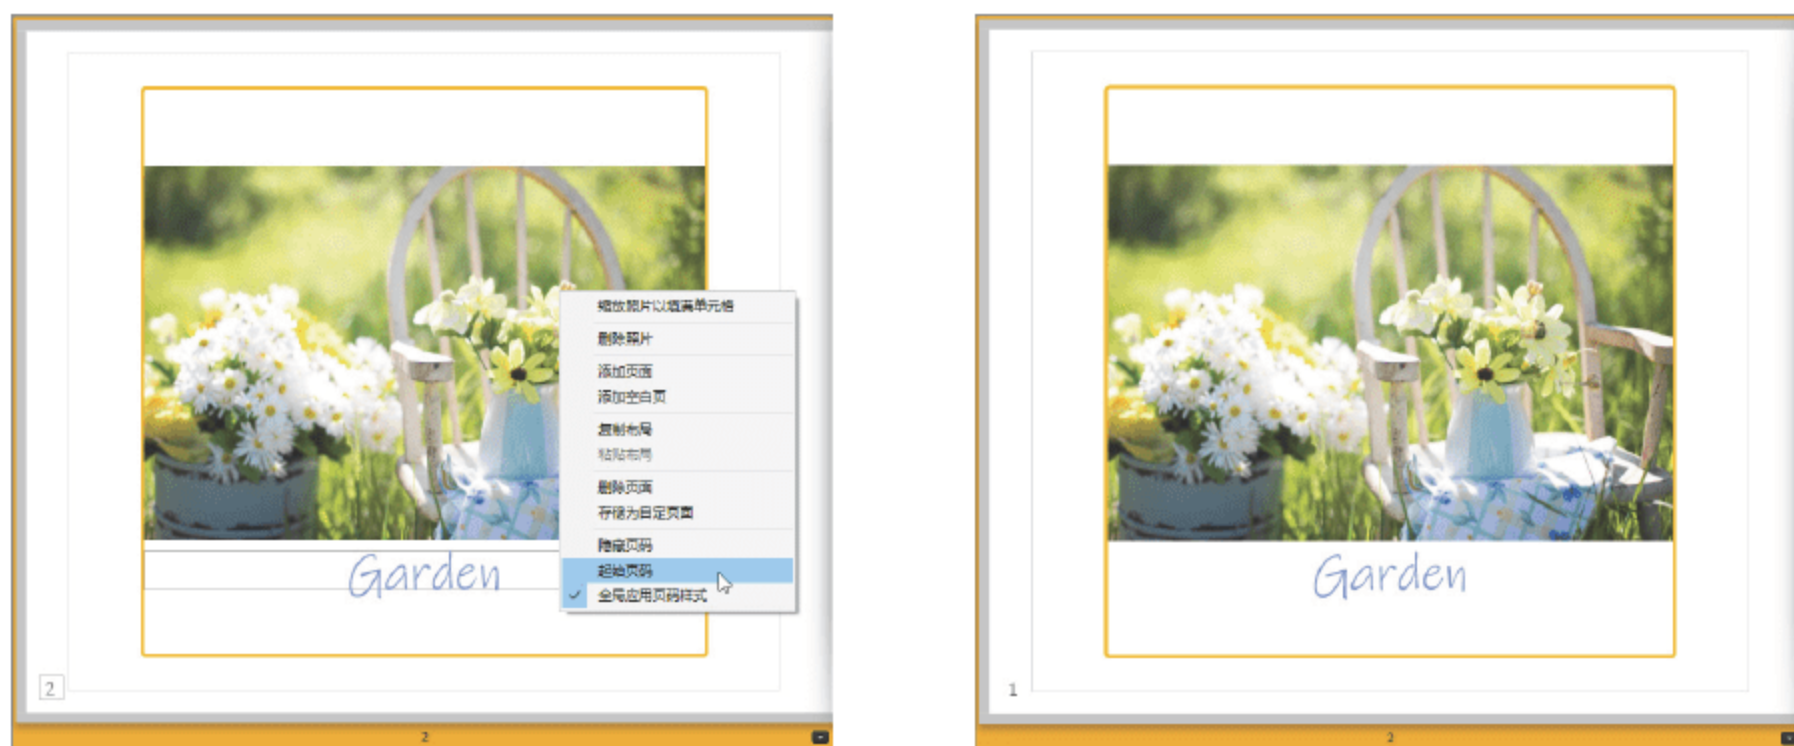 缩放照片以填满单元格
删除照片
添加页面
添加空白页
复制布局
粘贴布局
删除页面
存储为自定页面
隐藏页码
起始页码
全局应用页码样式
Garden
2
2
Garden
1
2